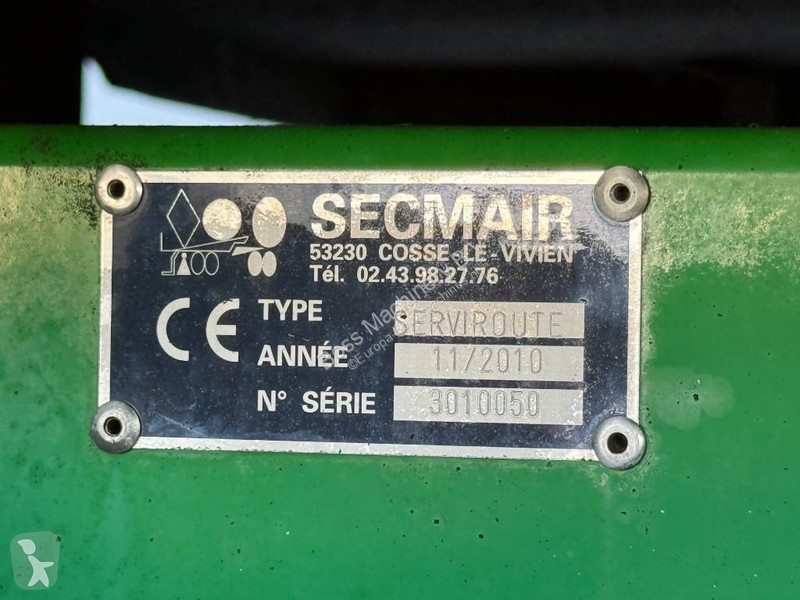 SECMAIR
53230 COSSE-LE-VIVIEN
Tél. 02.43.98.27.76
CE
TYPE SERVIROUTE
ANNÉE 11/2010
N° SÉRIE 3010050